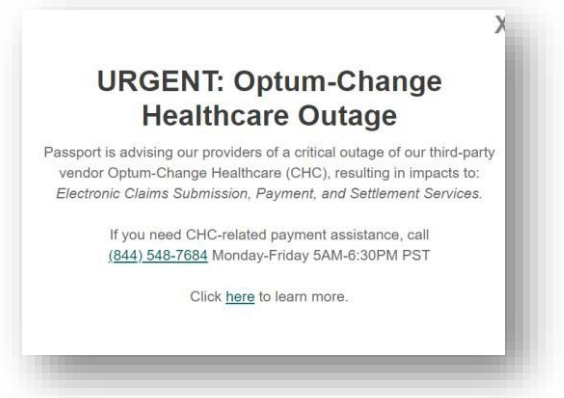 X
URGENT: Optum-Change
Healthcare Outage
Passport is advising our providers of a critical outage of our third-party
vendor Optum-Change Healthcare (CHC), resulting in impacts to:
Electronic Claims Submission, Payment, and Settlement Services.
If you need CHC-related payment assistance, call
(844) 548-7684 Monday-Friday 5AM-6:30PM PST
Click here to learn more.